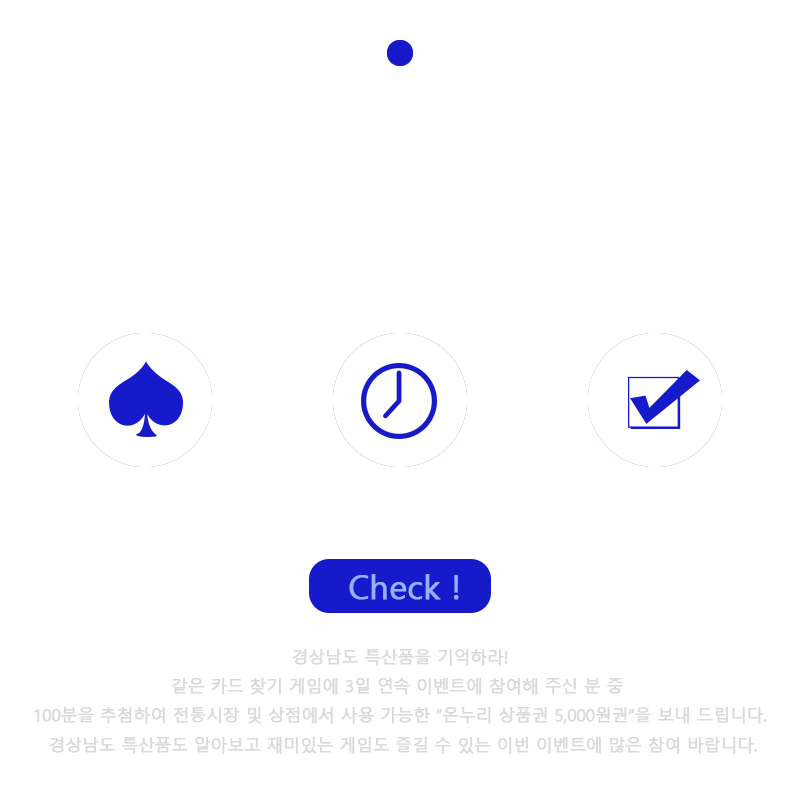 Check !
경상남도 특산품을 기억하라!
같은 카드 찾기 게임에 3일 연속 이벤트에 참여해 주신 분 중
100분을 추첨하여 전통시장 및 상점에서 사용 가능한 “온누리 상품권 5,000원권”을 보내 드립니다.
경상남도 특산품도 알아보고 재미있는 게임도 즐길 수 있는 이번 이벤트에 많은 참여 바랍니다.